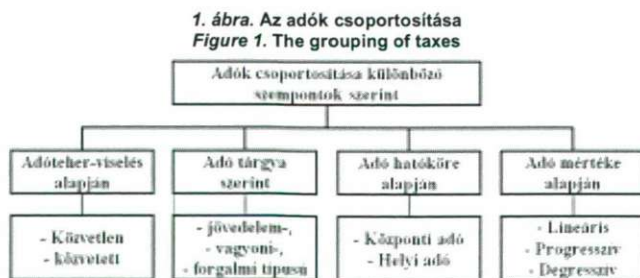 1. ábra. Az adók csoportosítása
Figure 1. The grouping of taxes
Adók csoportosítása különböző
szempontok szerint
Adóteher-viselés
alapján
Adó tárgya
szerint
Adó hatóköre
alapján
Adó mértéke
alapján
- Közvetlen
- közvetett
- jövedelem-,
- vagyoni-,
- forgalmi típusú
- Központi adó
- Helyi adó
- Lineáris
- Progresszív
- Degresszív